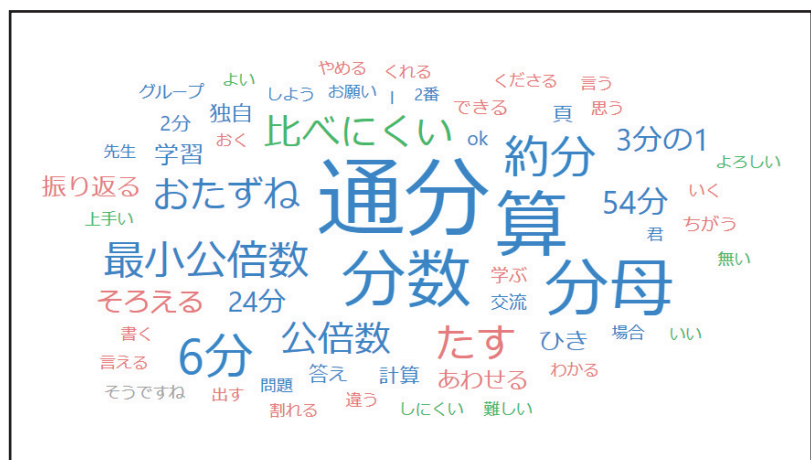 やめる くれる
グループ よい しよう お願い l 2番 くださる 言う
2分 独自 できる 頁 思う
先生 学習 おく 比べにくい ok 約分 3分の1 よろしい
振り返る おたずね 通分 算 54分 いく
上手い 君 ちがう
最小公倍数 分数 学ぶ 分母 無い
そろえる 24分 交流
書く 6分 公倍数 たす ひき 場合 いい
言える 問題 答え 計算 あわせる わかる
そうですね 出す 割れる 違う しにくい 難しい